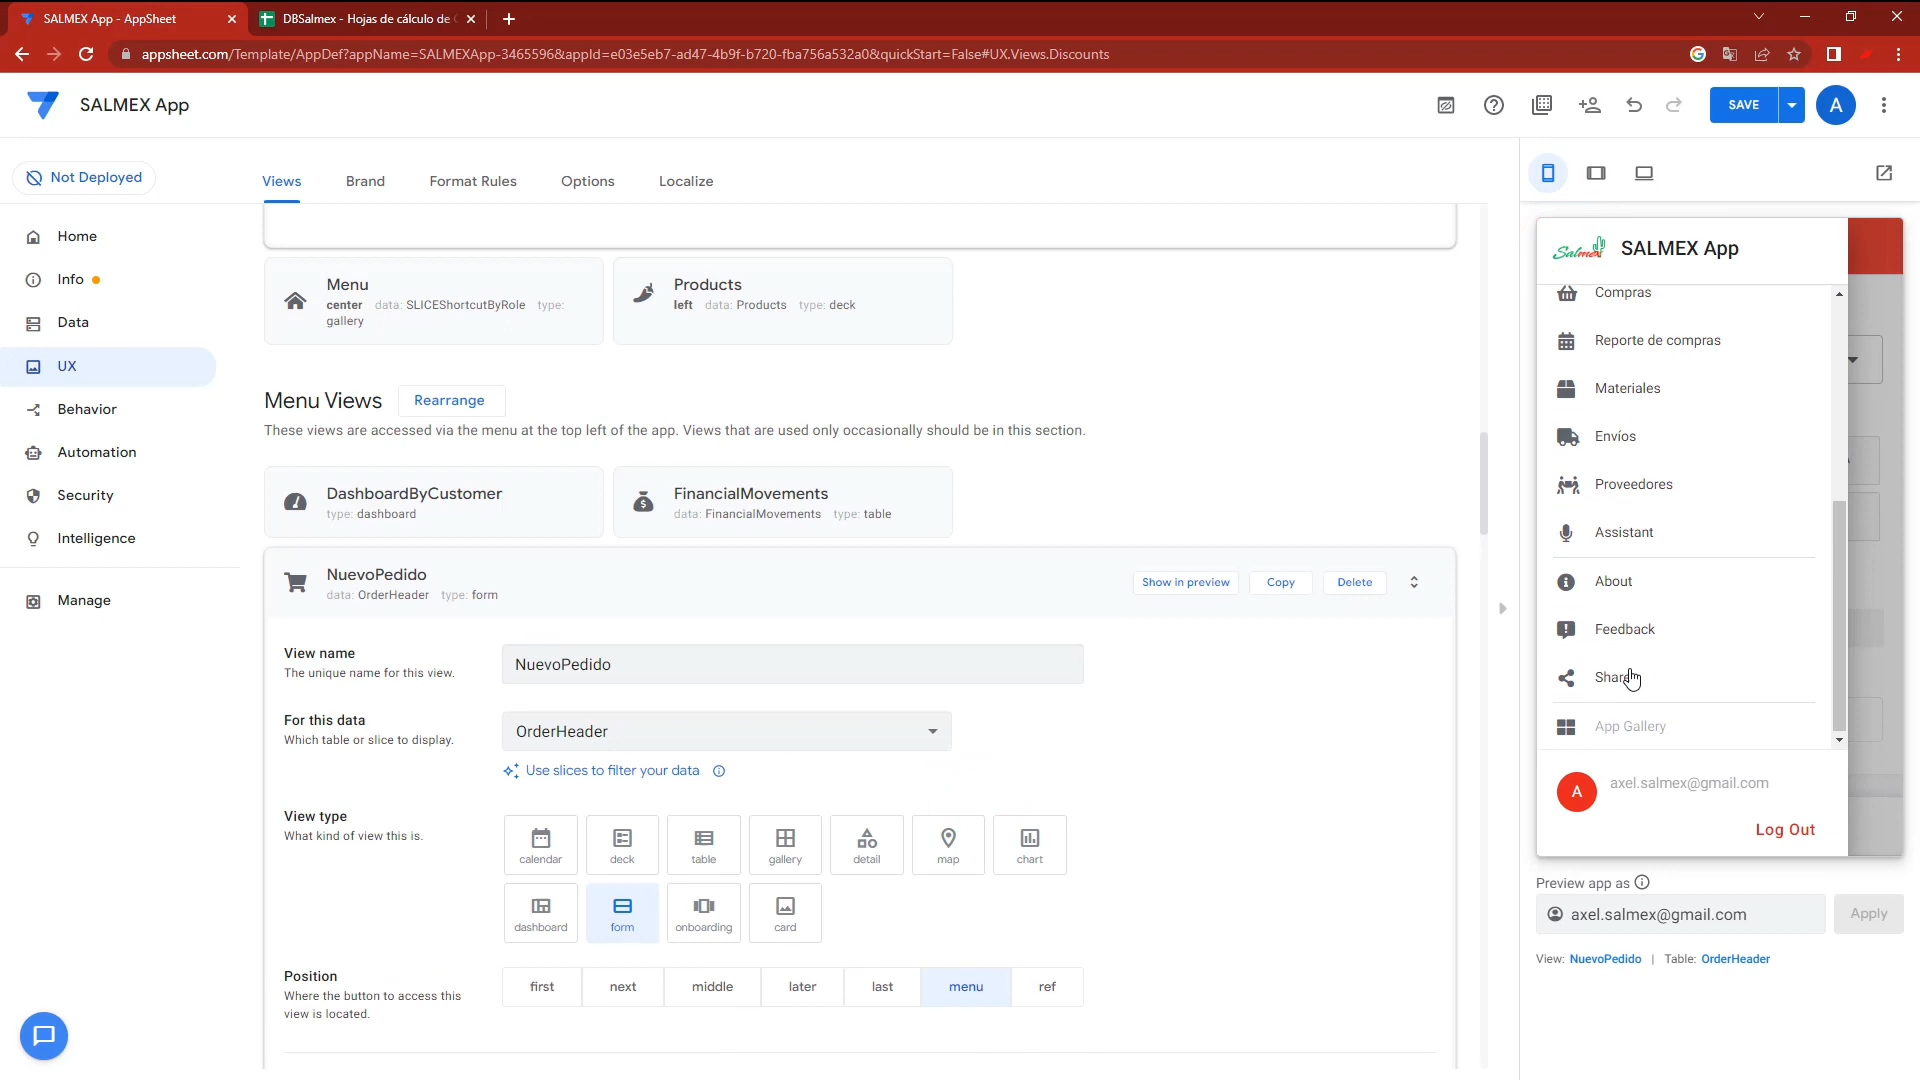 SALMEX App - AppSheet
DBSalmex - Hojas de cálculo de
appsheet.com/Template/AppDef?appName=SALMEXApp-3465596&appId=e03e5eb7-ad47-4b9f-b720-fba756a532a0&quickStart=False#UX.Views.Discounts
SALMEX App
SAVE
A
Not Deployed
Views
Brand
Format Rules
Options
Localize
Home
Info
Data
UX
Behavior
Automation
Security
Intelligence
Manage
Menu
center data: SLICEShortcutByRole type:
gallery
Products
left data: Products type: deck
Menu Views
Rearrange
These views are accessed via the menu at the top left of the app. Views that are used only occasionally should be in this section.
DashboardByCustomer
type: dashboard
FinancialMovements
data: FinancialMovements type: table
NuevoPedido
data: OrderHeader type: form
Show in preview
Copy
Delete
View name
The unique name for this view.
NuevoPedido
For this data
Which table or slice to display.
OrderHeader
Use slices to filter your data
View type
What kind of view this is.
calendar
deck
table
gallery
detail
map
chart
dashboard
form
onboarding
card
Position
Where the button to access this
view is located.
first
next
middle
later
last
menu
ref
Salmex
SALMEX App
Compras
Reporte de compras
Materiales
Envíos
Proveedores
Assistant
About
Feedback
Share
App Gallery
A
axel.salmex@gmail.com
Log Out
Preview app as
axel.salmex@gmail.com
Apply
View: NuevoPedido | Table: OrderHeader